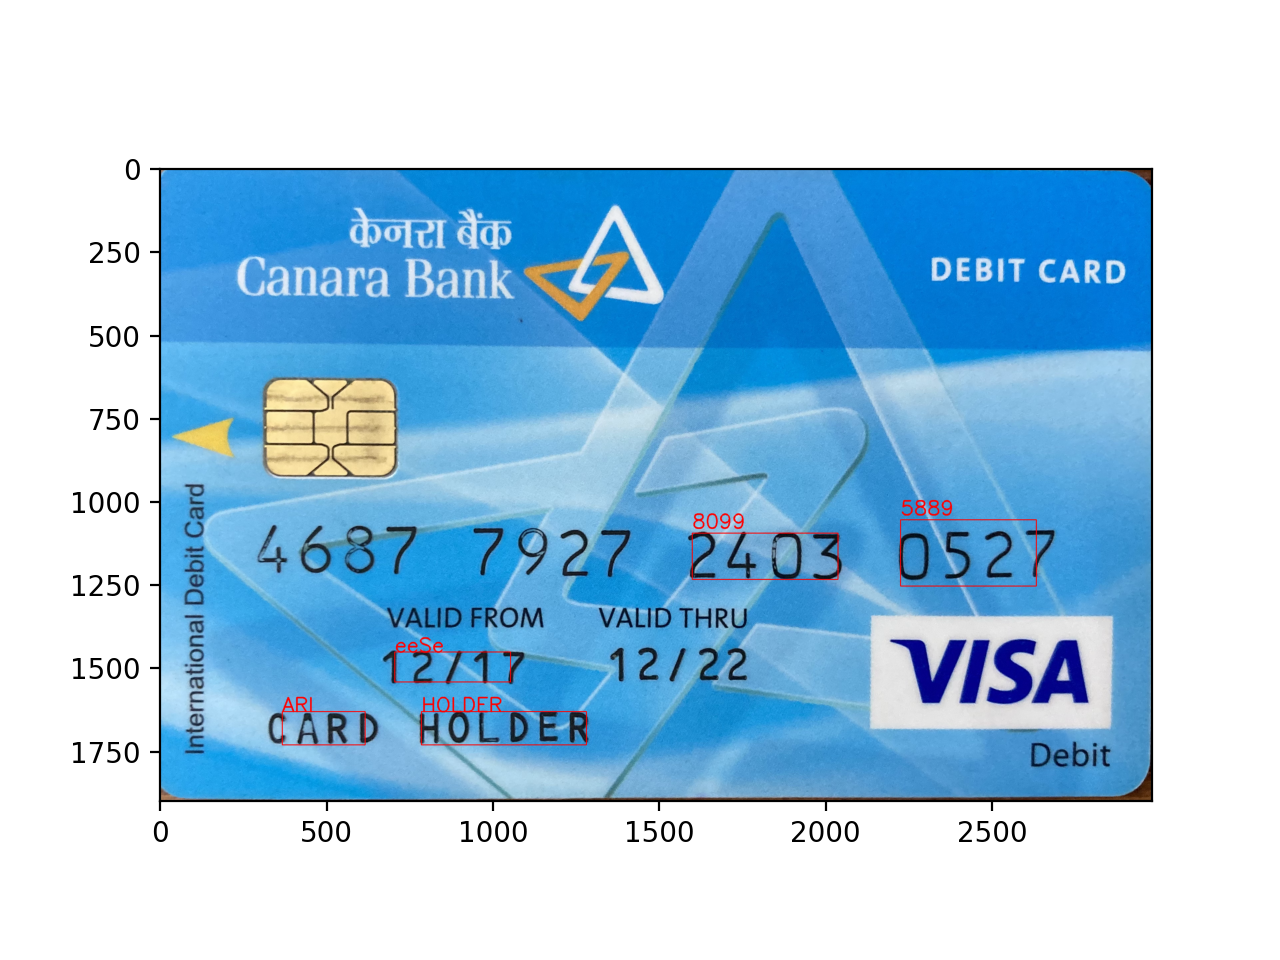 0
250
500
750
1000
1250
1500
1750
केनरा बैंक
Canara Bank
DEBIT CARD
International Debit Card
8099
5889
4687 7927 2403 0527
VALID FROM VALID THRU
eeSe
12/17 12/22
VISA
ARI HOLDER
CARD HOLDER
Debit
0 500 1000 1500 2000 2500